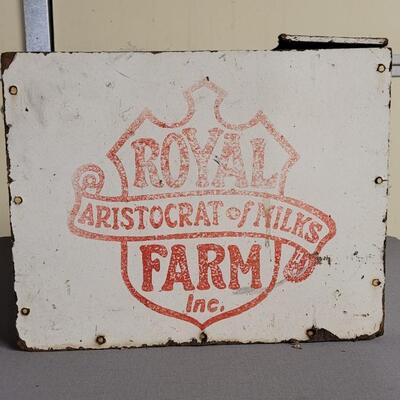 ROYAL
ARISTOCRAT of MILKS
FARM
Inc.